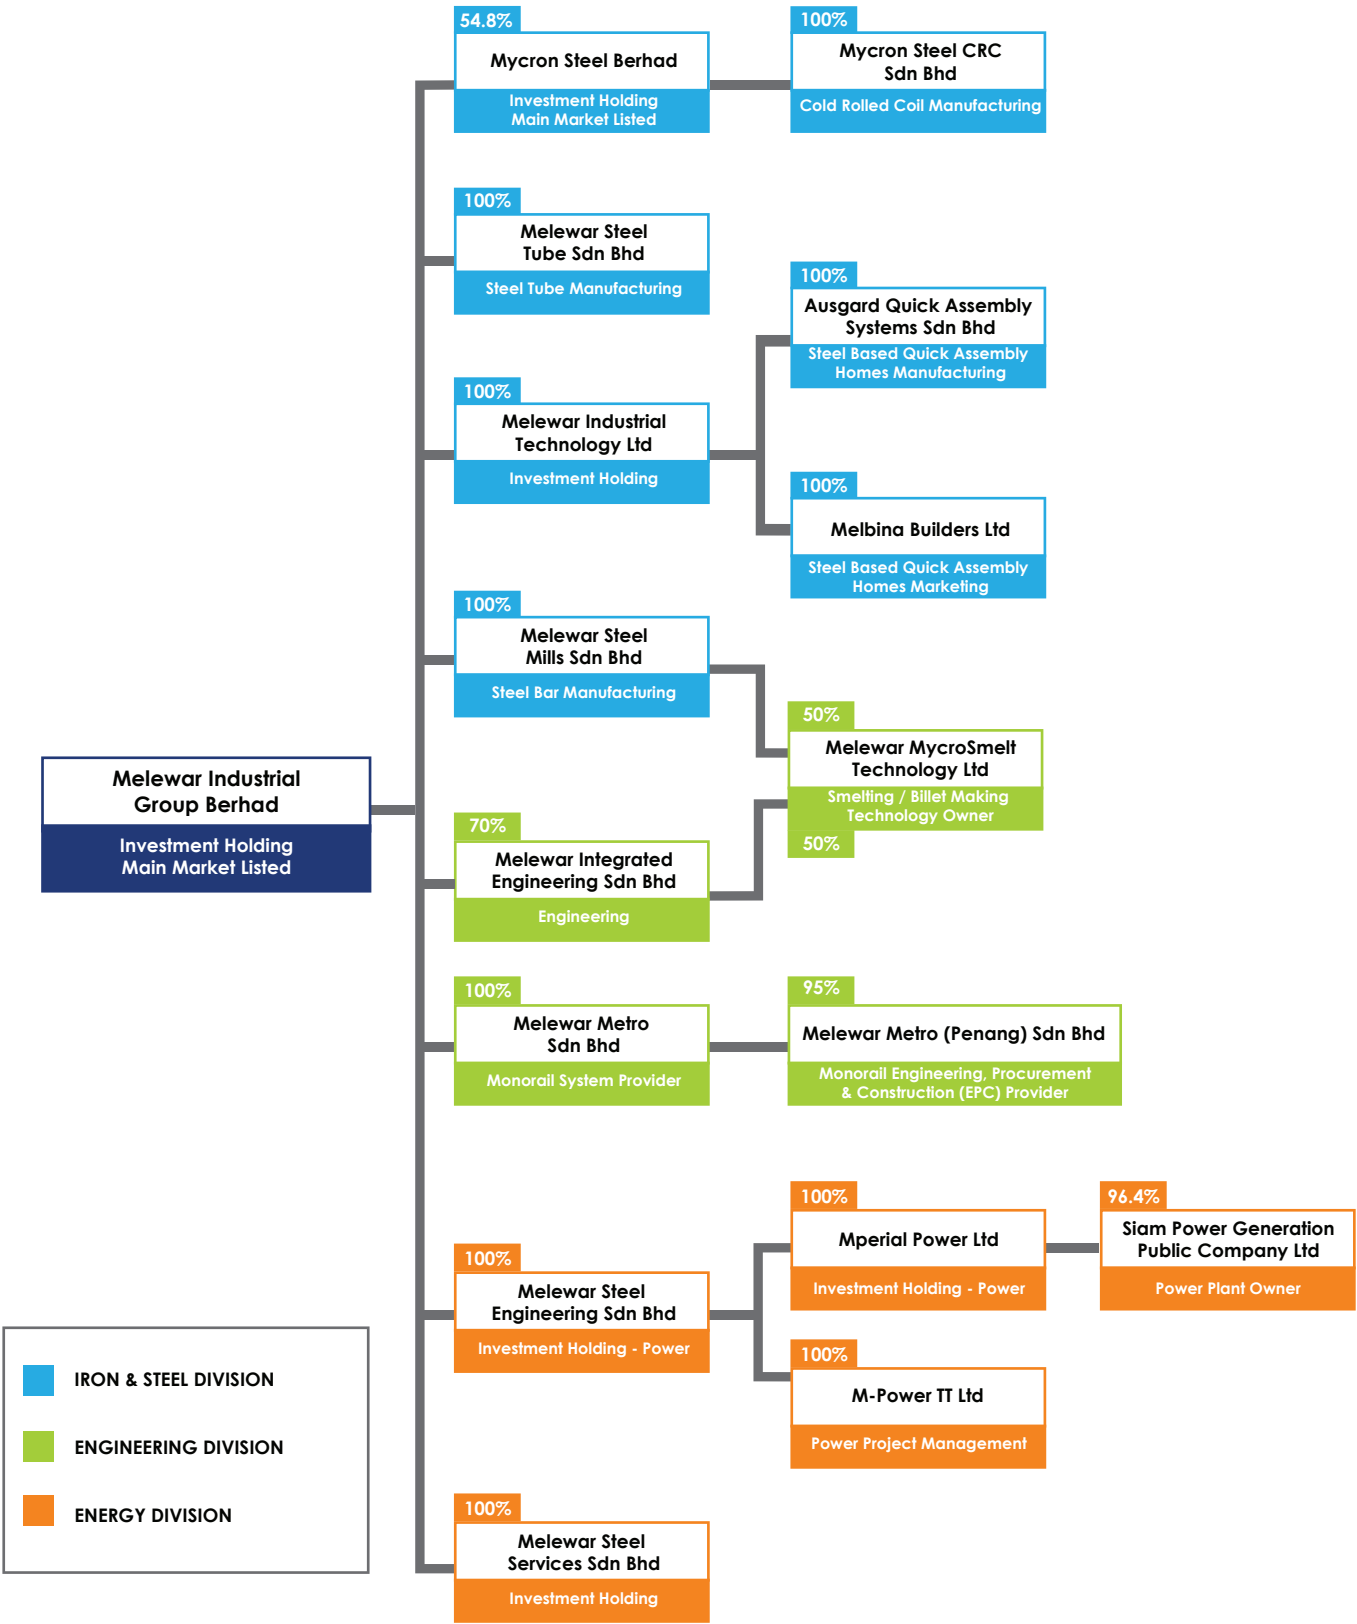 54.8%
Mycron Steel Berhad
Investment Holding
Main Market Listed
100%
Mycron Steel CRC
Sdn Bhd
Cold Rolled Coil Manufacturing
100%
Melewar Steel
Tube Sdn Bhd
Steel Tube Manufacturing
100%
Melewar Industrial
Technology Ltd
Investment Holding
100%
Ausgard Quick Assembly
Systems Sdn Bhd
Steel Based Quick Assembly
Homes Manufacturing
100%
Melbina Builders Ltd
Steel Based Quick Assembly
Homes Marketing
100%
Melewar Steel
Mills Sdn Bhd
Steel Bar Manufacturing
50%
Melewar MycroSmelt
Technology Ltd
Smelting / Billet Making
Technology Owner
50%
Melewar Industrial
Group Berhad
Investment Holding
Main Market Listed
70%
Melewar Integrated
Engineering Sdn Bhd
Engineering
100%
Melewar Metro
Sdn Bhd
Monorail System Provider
95%
Melewar Metro (Penang) Sdn Bhd
Monorail Engineering, Procurement
& Construction (EPC) Provider
100%
Melewar Steel
Engineering Sdn Bhd
Investment Holding - Power
100%
Mperial Power Ltd
Investment Holding - Power
96.4%
Siam Power Generation
Public Company Ltd
Power Plant Owner
100%
M-Power TT Ltd
Power Project Management
100%
Melewar Steel
Services Sdn Bhd
Investment Holding
IRON & STEEL DIVISION
ENGINEERING DIVISION
ENERGY DIVISION